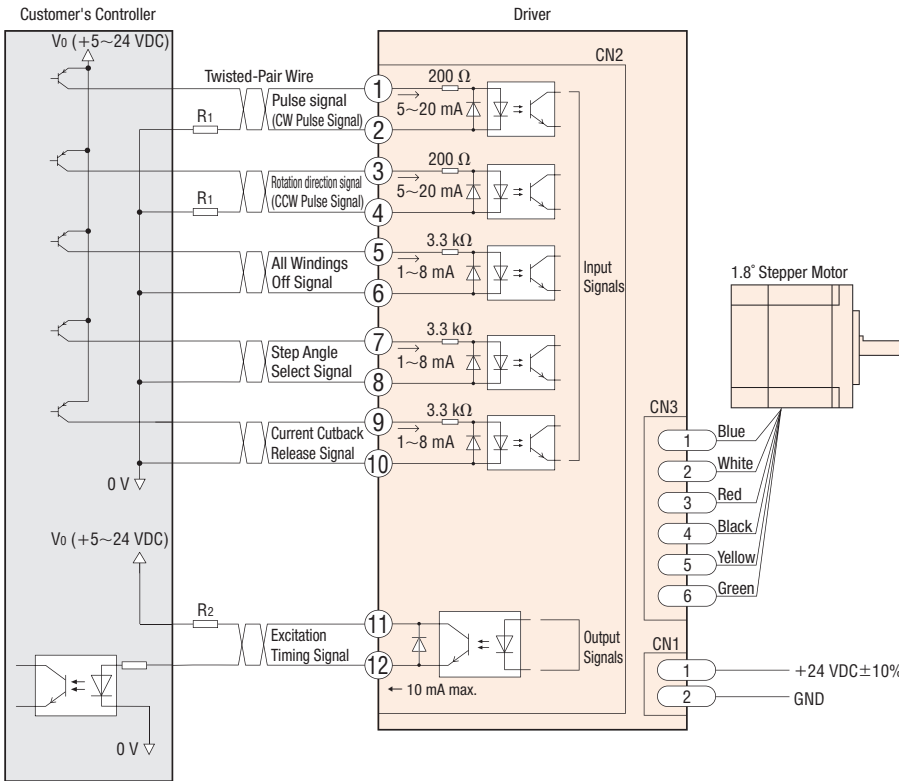 Customer's Controller
Driver
V0 (+5~24 VDC)
CN2
Twisted-Pair Wire
Pulse signal
(CW Pulse Signal)
R1
1
2
200 Ω
5~20 mA
Rotation direction signal
(CCW Pulse Signal)
R1
3
4
200 Ω
5~20 mA
All Windings
Off Signal
5
6
3.3 kΩ
1~8 mA
Input
Signals
Step Angle
Select Signal
7
8
3.3 kΩ
1~8 mA
Current Cutback
Release Signal
9
10
3.3 kΩ
1~8 mA
0 V
1.8° Stepper Motor
CN3
1 Blue
2 White
3 Red
4 Black
5 Yellow
6 Green
V0 (+5~24 VDC)
R2
Excitation
Timing Signal
11
12
10 mA max.
Output
Signals
0 V
CN1
1 +24 VDC±10%
2 GND